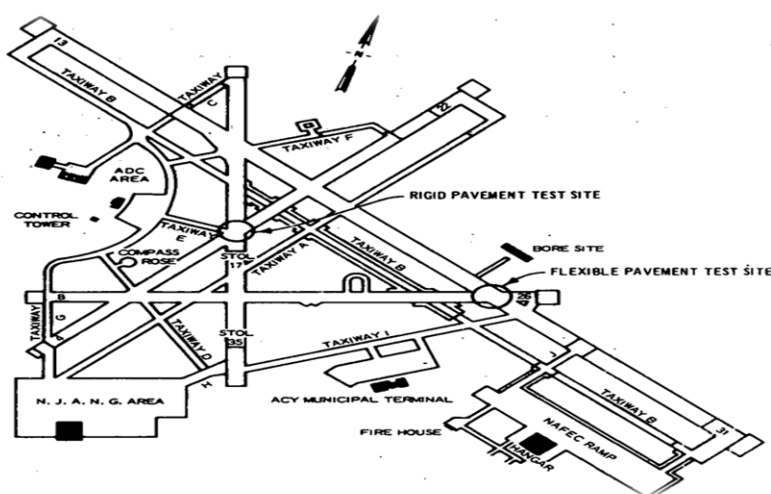 13
TAXIWAY B
TAXIWAY
C
N
22
TAXIWAY F
ADC
AREA
RIGID PAVEMENT TEST SITE
CONTROL
TOWER
TAXIWAY
E
COMPASS
ROSE
STOL
17
TAXIWAY A
TAXIWAY B
BORE SITE
FLEXIBLE PAVEMENT TEST SITE
8
26
TAXIWAY
G
4
TAXIWAY D
STOL
35
TAXIWAY I
J
H
N. J. A. N. G. AREA
ACY MUNICIPAL TERMINAL
TAXIWAY B
31
FIRE HOUSE
HANGAR
NAFEC RAMP